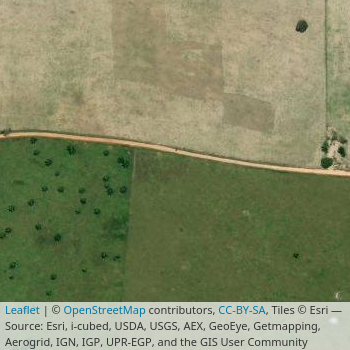 Leaflet | © OpenStreetMap contributors, CC-BY-SA, Tiles © Esri —
Source: Esri, i-cubed, USDA, USGS, AEX, GeoEye, Getmapping,
Aerogrid, IGN, IGP, UPR-EGP, and the GIS User Community